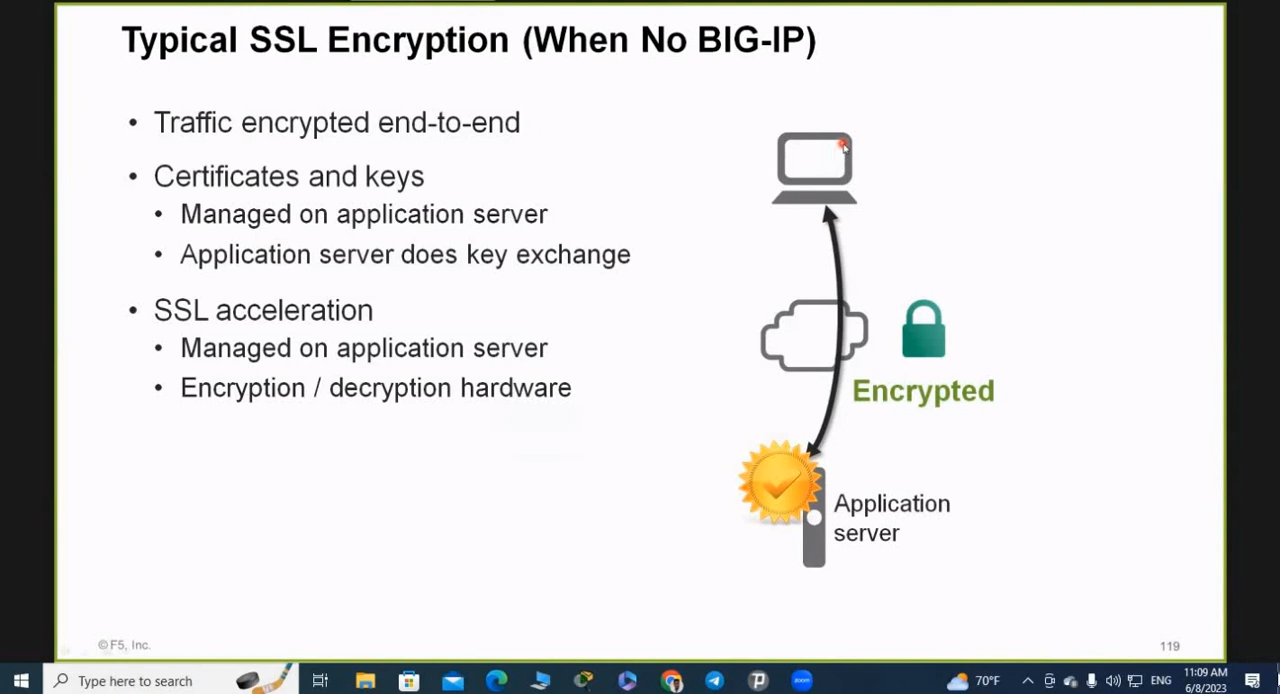 Typical SSL Encryption (When No BIG-IP)
• Traffic encrypted end-to-end
• Certificates and keys
• Managed on application server
• Application server does key exchange
• SSL acceleration
• Managed on application server
• Encryption / decryption hardware
Encrypted
Application
server
© F5, Inc.
119
Type here to search
70°F
ENG
11:09 AM
6/8/2023